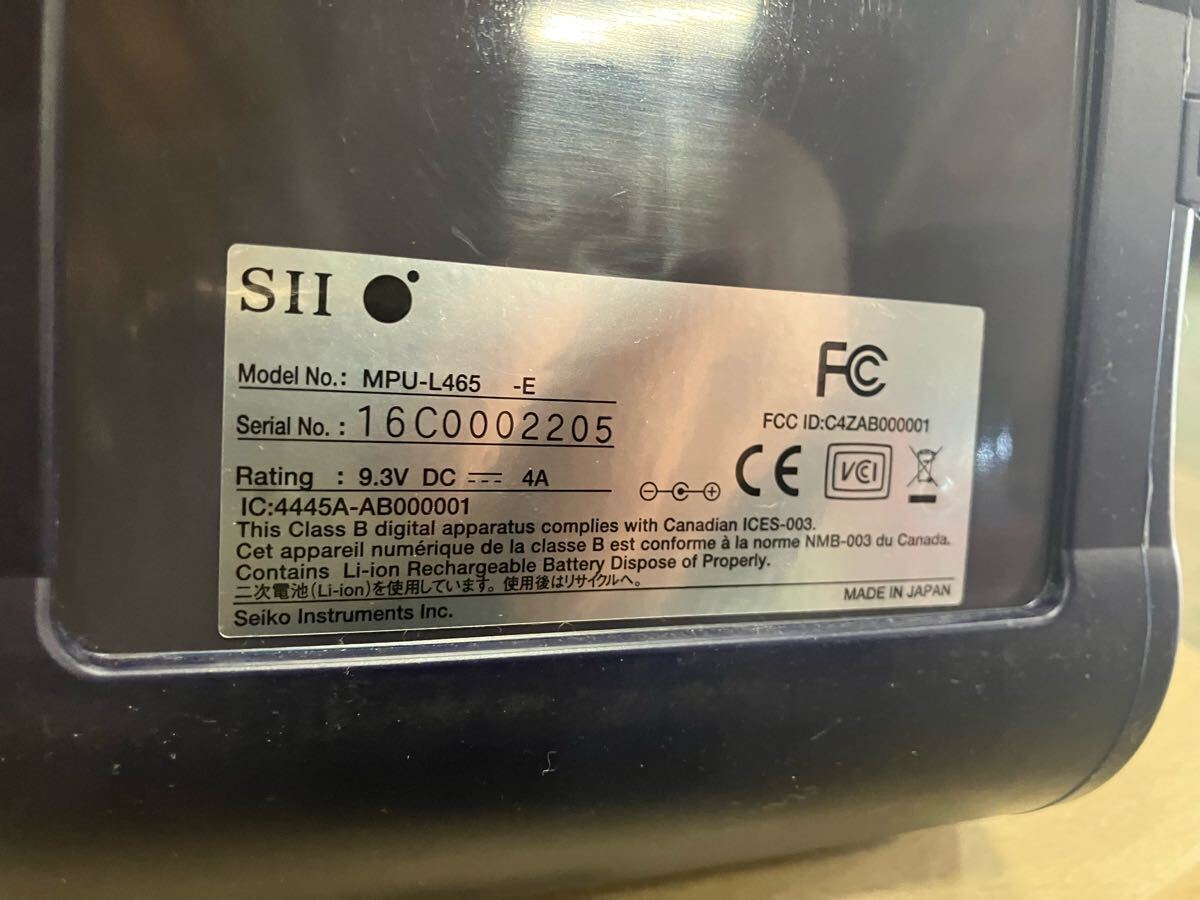 SII
Model No.: MPU-L465 -E
Serial No. : 16C0002205
Rating : 9.3V DC ⎓ 4A
IC:4445A-AB000001
FC
FCC ID:C4ZAB000001
CE VCCI
This Class B digital apparatus complies with Canadian ICES-003.
Cet appareil numérique de la classe B est conforme à la norme NMB-003 du Canada.
Contains Li-ion Rechargeable Battery Dispose of Properly.
二次電池(Li-ion)を使用しています。使用後はリサイクルへ。
MADE IN JAPAN
Seiko Instruments Inc.